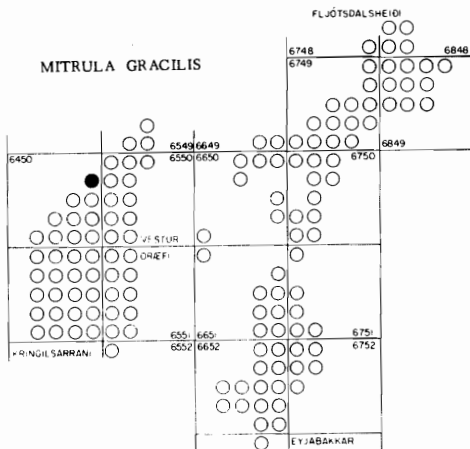 FLJÓTSDALSHEIÐI
6748 6848
6749
MITRULA GRACILIS
6549 6649
6450 6550 6650 6750 6849
VESTUR
ÖRÆFI
6551 6651 6751
KRINGILSÁRRANI 6552 6652 6752
EYJABAKKAR